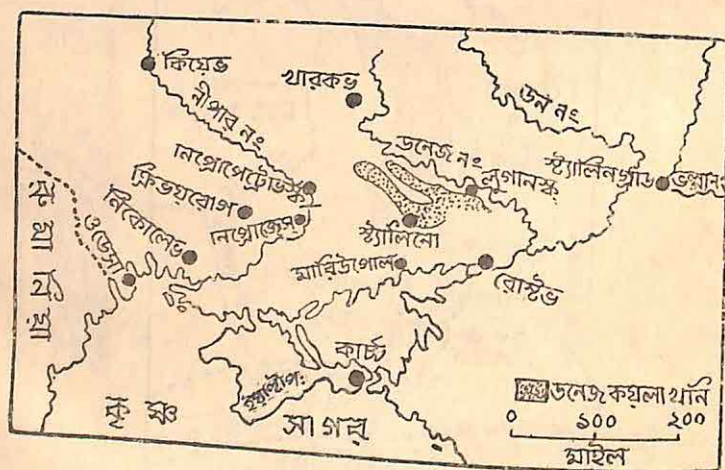 কিয়েভ
খারকভ
নীপার নং
ডন নং
ডনেজ নং
নিপ্রোপেট্রোভস্ক
লুগানস্ক
স্ট্যালিনগ্রাড
ক্রিভয়রোগ
নিপ্রোজেস
স্ট্যালিনো
নিকোলেভ
ওডেসা
মারিউপোল
রোস্টভ
রুমানিয়া
কার্চ্চ
কৃষ্ণ সাগর
ডনেজ কয়লাখনি
০ ১০০ ২০০
মাইল